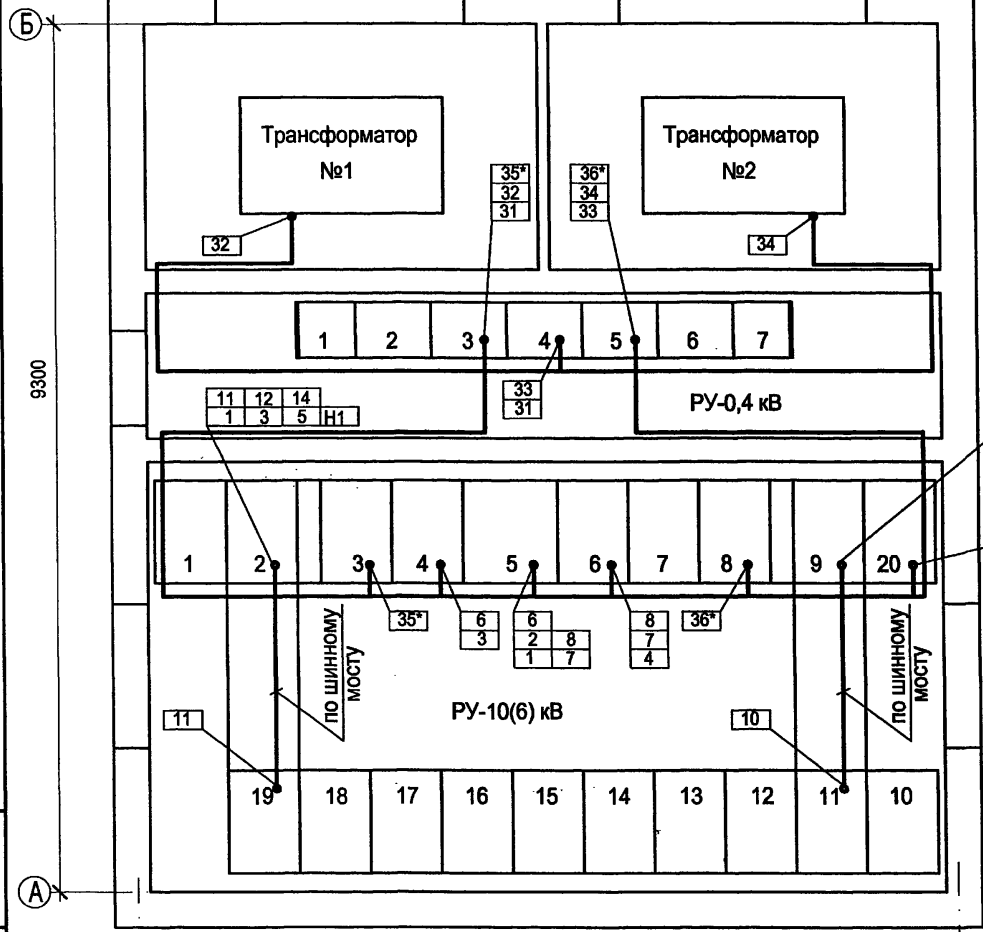 Б
Трансформатор
№1
Трансформатор
№2
35*
32
31
36*
34
33
32
34
1 2 3 4 5 6 7
9300
11 12 14
1 3 5 Н1
33
31
РУ-0,4 кВ
1 2 3 4 5 6 7 8 9 20
35*
6
3
6
2 8
1 7
8
7
4
36*
по шинному
мосту
по шинному
мосту
РУ-10(6) кВ
11
10
19 18 17 16 15 14 13 12 11 10
А